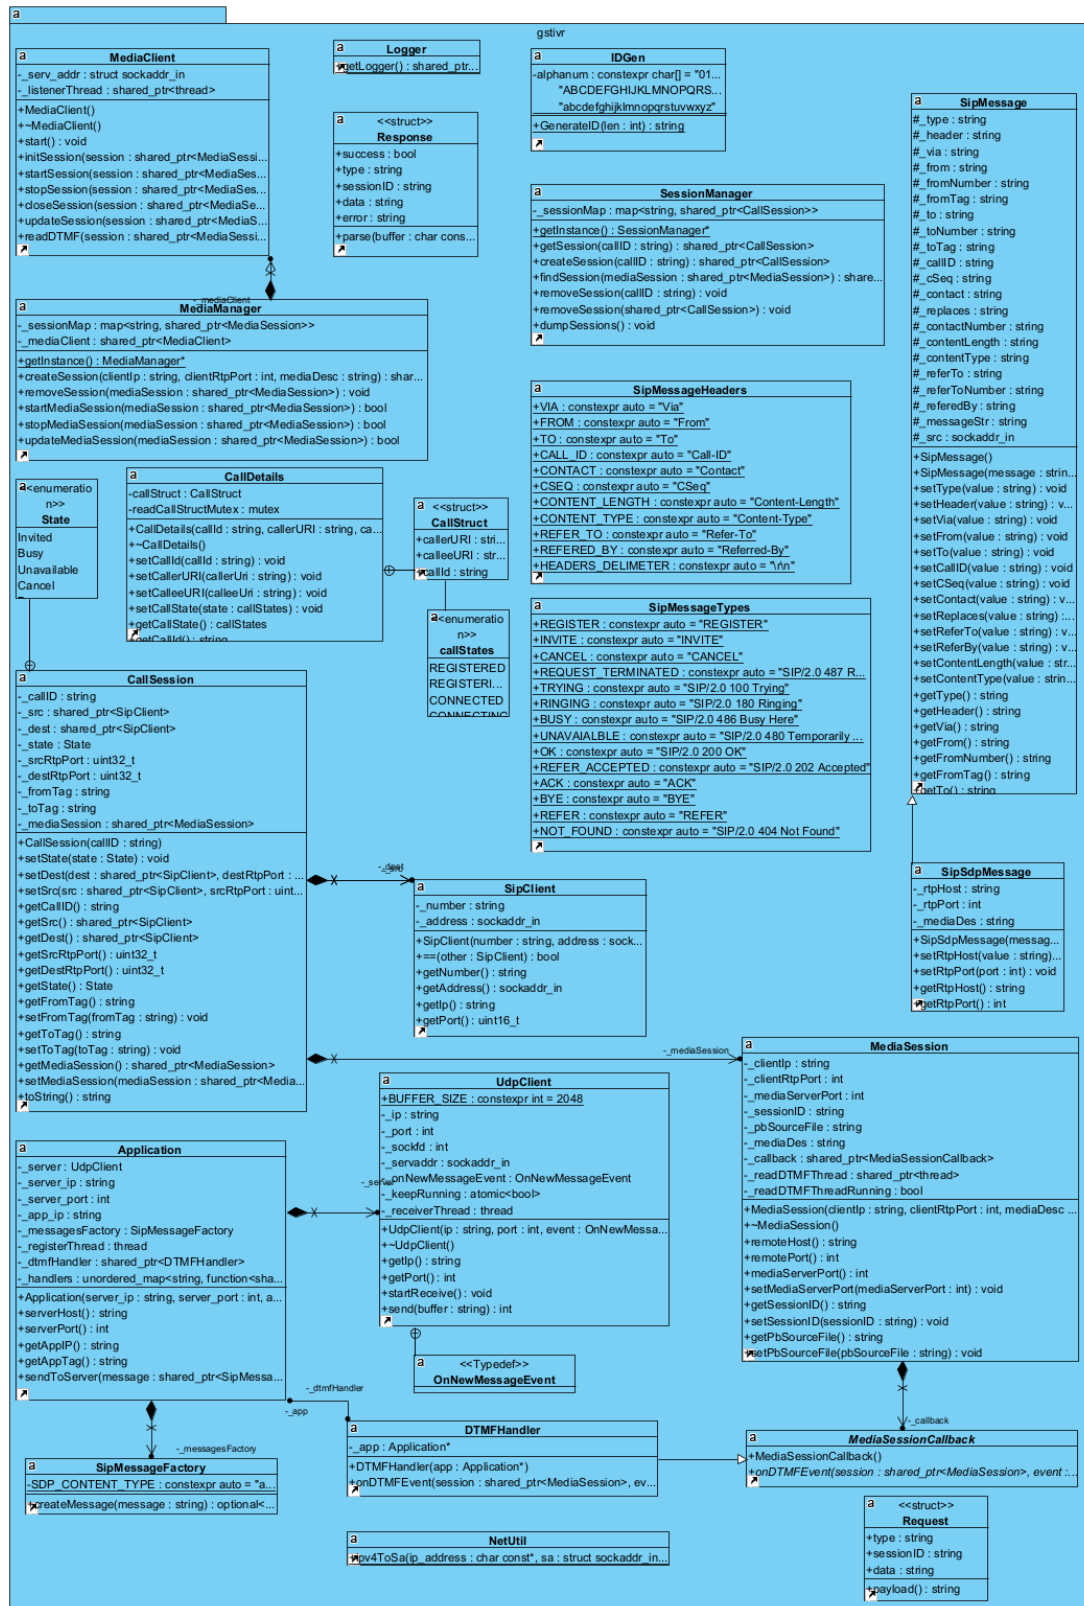 a
gstivr
a
MediaClient
-_serv_addr : struct sockaddr_in
-_listenerThread : shared_ptr<thread>
+MediaClient()
+~MediaClient()
+start() : void
+initSession(session : shared_ptr<MediaSessi...
+startSession(session : shared_ptr<MediaSes...
+stopSession(session : shared_ptr<MediaSes...
+closeSession(session : shared_ptr<MediaSe...
+updateSession(session : shared_ptr<MediaS...
+readDTMF(session : shared_ptr<MediaSessi...
a
Logger
+getLogger() : shared_ptr...
a
<<struct>>
Response
+success : bool
+type : string
+sessionID : string
+data : string
+error : string
+parse(buffer : char cons...
a
IDGen
-alphanum : constexpr char[] = "01...
"ABCDEFGHIJKLMNOPQRS...
"abcdefghijklmnopqrstuvwxyz"
+GenerateID(len : int) : string
a
SessionManager
-_sessionMap : map<string, shared_ptr<CallSession>>
+getInstance() : SessionManager*
+getSession(callID : string) : shared_ptr<CallSession>
+createSession(callID : string) : shared_ptr<CallSession>
+findSession(mediaSession : shared_ptr<MediaSession>) : share...
+removeSession(callID : string) : void
+removeSession(shared_ptr<CallSession>) : void
+dumpSessions() : void
a
SipMessage
#_type : string
#_header : string
#_via : string
#_from : string
#_fromNumber : string
#_fromTag : string
#_to : string
#_toNumber : string
#_toTag : string
#_callID : string
#_cSeq : string
#_contact : string
#_replaces : string
#_contactNumber : string
#_contentLength : string
#_contentType : string
#_referTo : string
#_referToNumber : string
#_referedBy : string
#_messageStr : string
#_src : sockaddr_in
+SipMessage()
+SipMessage(message : strin...
+setType(value : string) : void
+setHeader(value : string) : v...
+setVia(value : string) : void
+setFrom(value : string) : void
+setTo(value : string) : void
+setCallID(value : string) : void
+setCSeq(value : string) : void
+setContact(value : string) : v...
+setReplaces(value : string) :...
+setReferTo(value : string) : v...
+setReferBy(value : string) : v...
+setContentLength(value : str...
+setContentType(value : strin...
+getType() : string
+getHeader() : string
+getVia() : string
+getFrom() : string
+getFromNumber() : string
+getFromTag() : string
+getTo() : string
-_mediaClient
a
MediaManager
-_sessionMap : map<string, shared_ptr<MediaSession>>
-_mediaClient : shared_ptr<MediaClient>
+getInstance() : MediaManager*
+createSession(clientIp : string, clientRtpPort : int, mediaDesc : string) : shar...
+removeSession(mediaSession : shared_ptr<MediaSession>) : void
+startMediaSession(mediaSession : shared_ptr<MediaSession>) : bool
+stopMediaSession(mediaSession : shared_ptr<MediaSession>) : bool
+updateMediaSession(mediaSession : shared_ptr<MediaSession>) : bool
a
SipMessageHeaders
+VIA : constexpr auto = "Via"
+FROM : constexpr auto = "From"
+TO : constexpr auto = "To"
+CALL_ID : constexpr auto = "Call-ID"
+CONTACT : constexpr auto = "Contact"
+CSEQ : constexpr auto = "CSeq"
+CONTENT_LENGTH : constexpr auto = "Content-Length"
+CONTENT_TYPE : constexpr auto = "Content-Type"
+REFER_TO : constexpr auto = "Refer-To"
+REFERED_BY : constexpr auto = "Referred-By"
+HEADERS_DELIMETER : constexpr auto = "\r\n"
a
<<enumeratio
n>>
State
Invited
Busy
Unavailable
Cancel
a
CallDetails
-callStruct : CallStruct
-readCallStructMutex : mutex
+CallDetails(callId : string, callerURI : string, ca...
+~CallDetails()
+setCallId(callId : string) : void
+setCallerURI(callerUri : string) : void
+setCalleeURI(calleeUri : string) : void
+setCallState(state : callStates) : void
+getCallState() : callStates
+getCallId() : string
a
<<struct>>
CallStruct
+callerURI : stri...
+calleeURI : str...
+callId : string
a
<<enumeratio
n>>
callStates
REGISTERED
REGISTERI...
CONNECTED
CONNECTING
a
SipMessageTypes
+REGISTER : constexpr auto = "REGISTER"
+INVITE : constexpr auto = "INVITE"
+CANCEL : constexpr auto = "CANCEL"
+REQUEST_TERMINATED : constexpr auto = "SIP/2.0 487 R...
+TRYING : constexpr auto = "SIP/2.0 100 Trying"
+RINGING : constexpr auto = "SIP/2.0 180 Ringing"
+BUSY : constexpr auto = "SIP/2.0 486 Busy Here"
+UNAVAIALBLE : constexpr auto = "SIP/2.0 480 Temporarily ...
+OK : constexpr auto = "SIP/2.0 200 OK"
+REFER_ACCEPTED : constexpr auto = "SIP/2.0 202 Accepted"
+ACK : constexpr auto = "ACK"
+BYE : constexpr auto = "BYE"
+REFER : constexpr auto = "REFER"
+NOT_FOUND : constexpr auto = "SIP/2.0 404 Not Found"
a
CallSession
-_callID : string
-_src : shared_ptr<SipClient>
-_dest : shared_ptr<SipClient>
-_state : State
-_srcRtpPort : uint32_t
-_destRtpPort : uint32_t
-_fromTag : string
-_toTag : string
-_mediaSession : shared_ptr<MediaSession>
+CallSession(callID : string)
+setState(state : State) : void
+setDest(dest : shared_ptr<SipClient>, destRtpPort : ...
+setSrc(src : shared_ptr<SipClient>, srcRtpPort : uint...
+getCallID() : string
+getSrc() : shared_ptr<SipClient>
+getDest() : shared_ptr<SipClient>
+getSrcRtpPort() : uint32_t
+getDestRtpPort() : uint32_t
+getState() : State
+getFromTag() : string
+setFromTag(fromTag : string) : void
+getToTag() : string
+setToTag(toTag : string) : void
+getMediaSession() : shared_ptr<MediaSession>
+setMediaSession(mediaSession : shared_ptr<Media...
+toString() : string
-_dest
-_src
a
SipClient
-_number : string
-_address : sockaddr_in
+SipClient(number : string, address : sock...
+==(other : SipClient) : bool
+getNumber() : string
+getAddress() : sockaddr_in
+getIp() : string
+getPort() : uint16_t
a
SipSdpMessage
-_rtpHost : string
-_rtpPort : int
-_mediaDes : string
+SipSdpMessage(messag...
+setRtpHost(value : string)...
+setRtpPort(port : int) : void
+getRtpHost() : string
+getRtpPort() : int
-_mediaSession
a
MediaSession
-_clientIp : string
-_clientRtpPort : int
-_mediaServerPort : int
-_sessionID : string
-_pbSourceFile : string
-_mediaDes : string
-_callback : shared_ptr<MediaSessionCallback>
-_readDTMFThread : shared_ptr<thread>
-_readDTMFThreadRunning : bool
+MediaSession(clientIp : string, clientRtpPort : int, mediaDesc ...
+~MediaSession()
+remoteHost() : string
+remotePort() : int
+mediaServerPort() : int
+setMediaServerPort(mediaServerPort : int) : void
+getSessionID() : string
+setSessionID(sessionID : string) : void
+getPbSourceFile() : string
+setPbSourceFile(pbSourceFile : string) : void
a
UdpClient
+BUFFER_SIZE : constexpr int = 2048
-_ip : string
-_port : int
-_sockfd : int
-_servaddr : sockaddr_in
-_onNewMessageEvent : OnNewMessageEvent
-_keepRunning : atomic<bool>
-_receiverThread : thread
+UdpClient(ip : string, port : int, event : OnNewMessa...
+~UdpClient()
+getIp() : string
+getPort() : int
+startReceive() : void
+send(buffer : string) : int
a
Application
-_server : UdpClient
-_server_ip : string
-_server_port : int
-_app_ip : string
-_messagesFactory : SipMessageFactory
-_registerThread : thread
-_dtmfHandler : shared_ptr<DTMFHandler>
-_handlers : unordered_map<string, function<sha...
+Application(server_ip : string, server_port : int, a...
+serverHost() : string
+serverPort() : int
+getAppIP() : string
+getAppTag() : string
+sendToServer(message : shared_ptr<SipMessa...
-_server
a
<<Typedef>>
OnNewMessageEvent
-_dtmfHandler
-_app
-_messagesFactory
-_callback
a
SipMessageFactory
-SDP_CONTENT_TYPE : constexpr auto = "a...
+createMessage(message : string) : optional<...
a
DTMFHandler
-_app : Application*
+DTMFHandler(app : Application*)
+onDTMFEvent(session : shared_ptr<MediaSession>, ev...
a
MediaSessionCallback
+MediaSessionCallback()
+onDTMFEvent(session : shared_ptr<MediaSession>, event :...
a
NetUtil
+ipv4ToSa(ip_address : char const*, sa : struct sockaddr_in...
a
<<struct>>
Request
+type : string
+sessionID : string
+data : string
+payload() : string